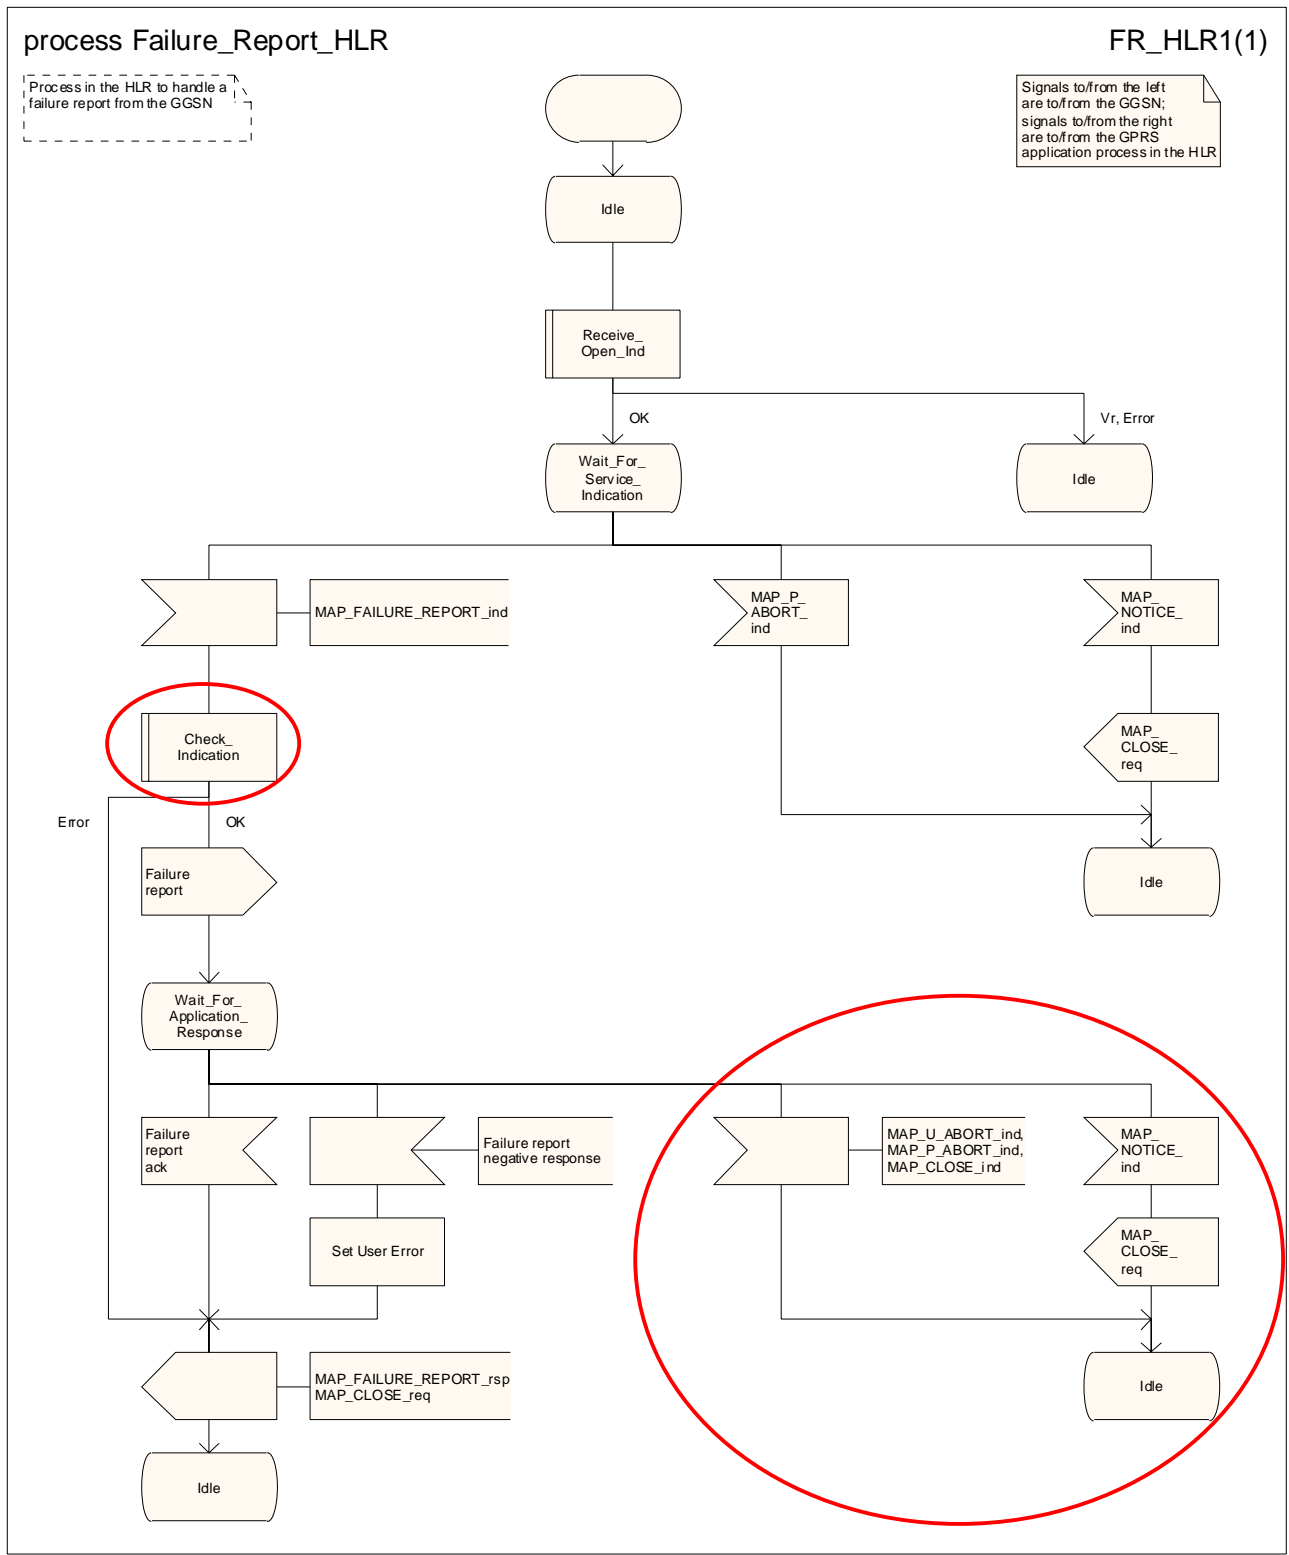 process Failure_Report_HLR
FR_HLR1(1)
Process in the HLR to handle a
failure report from the GGSN
Signals to/from the left
are to/from the GGSN;
signals to/from the right
are to/from the GPRS
application process in the HLR
Idle
Receive_
Open_Ind
OK
Vr, Error
Wait_For_
Service_
Indication
Idle
MAP_FAILURE_REPORT_ind
MAP_P_
ABORT_
ind
MAP_
NOTICE_
ind
Check_
Indication
MAP_
CLOSE_
req
Error
OK
Failure
report
Idle
Wait_For_
Application_
Response
Failure
report
ack
Failure report
negative response
MAP_U_ABORT_ind,
MAP_P_ABORT_ind,
MAP_CLOSE_ind
MAP_
NOTICE_
ind
Set User Error
MAP_
CLOSE_
req
MAP_FAILURE_REPORT_rsp
MAP_CLOSE_req
Idle
Idle